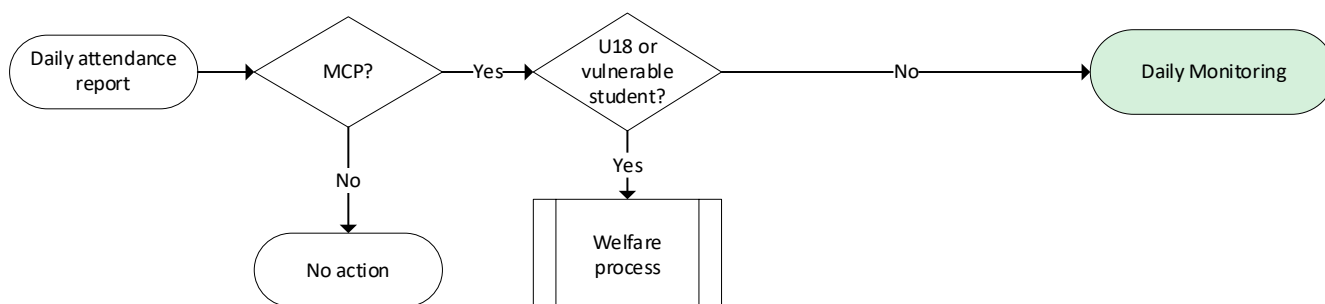 Daily attendance
report
MCP?
Yes
U18 or
vulnerable
student?
No
Daily Monitoring
No
Yes
No action
Welfare
process